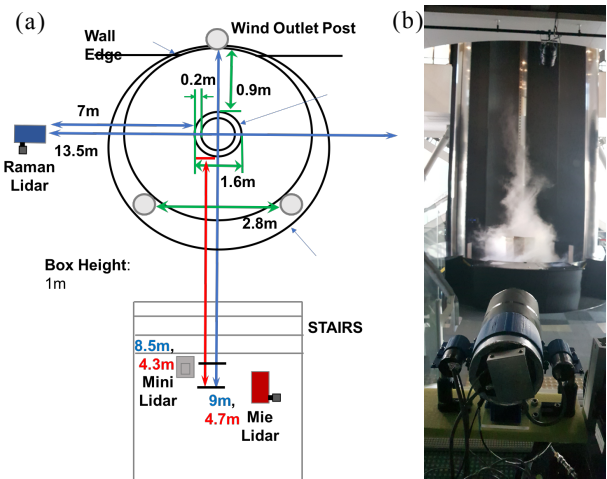 (a)
(b)
Wall
Edge
Wind Outlet Post
0.2m
0.9m
7m
13.5m
Raman
Lidar
1.6m
2.8m
Box Height:
1m
STAIRS
8.5m,
4.3m
Mini
Lidar
9m,
4.7m
Mie
Lidar